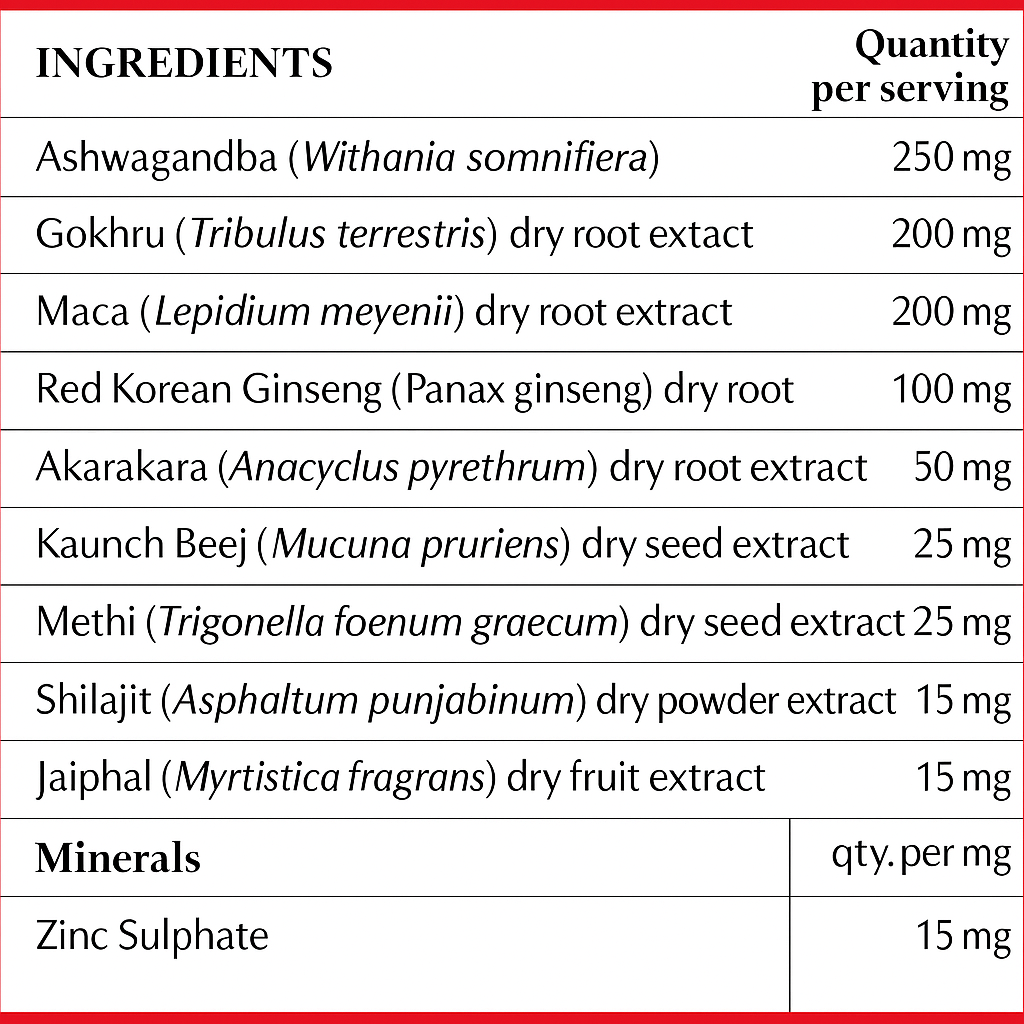 INGREDIENTS Quantity per serving
Ashwagandba (Withania somnifiera) 250 mg
Gokhru (Tribulus terrestris) dry root extact 200 mg
Maca (Lepidium meyenii) dry root extract 200 mg
Red Korean Ginseng (Panax ginseng) dry root 100 mg
Akarakara (Anacyclus pyrethrum) dry root extract 50 mg
Kaunch Beej (Mucuna pruriens) dry seed extract 25 mg
Methi (Trigonella foenum graecum) dry seed extract 25 mg
Shilajit (Asphaltum punjabinum) dry powder extract 15 mg
Jaiphal (Myrtistica fragrans) dry fruit extract 15 mg
Minerals qty. per mg
Zinc Sulphate 15 mg